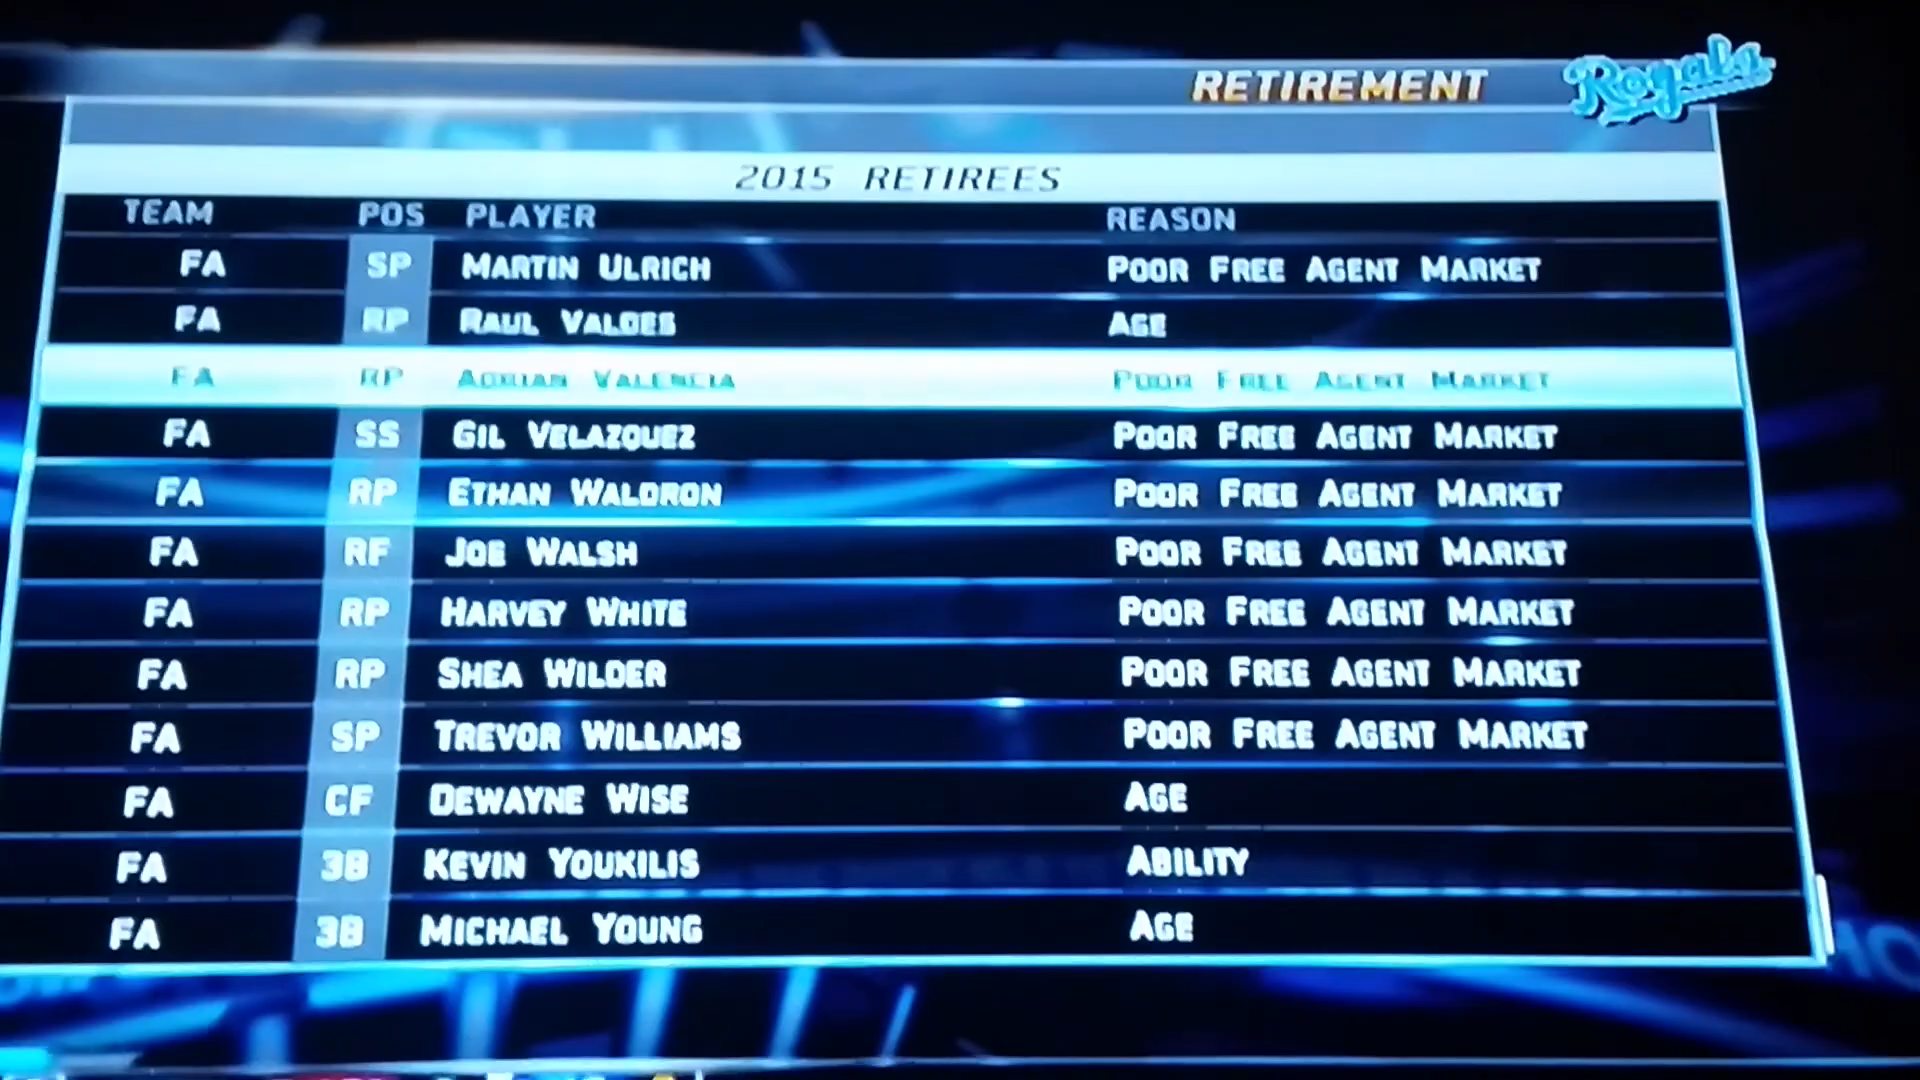 RETIREMENT Royals
2015 RETIREES
TEAM POS PLAYER REASON
FA SP MARTIN ULRICH POOR FREE AGENT MARKET
FA RP RAUL VALDES AGE
FA RP ADRIAN VALENCIA POOR FREE AGENT MARKET
FA SS GIL VELAZQUEZ POOR FREE AGENT MARKET
FA RP ETHAN WALDRON POOR FREE AGENT MARKET
FA RF JOE WALSH POOR FREE AGENT MARKET
FA RP HARVEY WHITE POOR FREE AGENT MARKET
FA RP SHEA WILDER POOR FREE AGENT MARKET
FA SP TREVOR WILLIAMS POOR FREE AGENT MARKET
FA CF DEWAYNE WISE AGE
FA 3B KEVIN YOUKILIS ABILITY
FA 3B MICHAEL YOUNG AGE